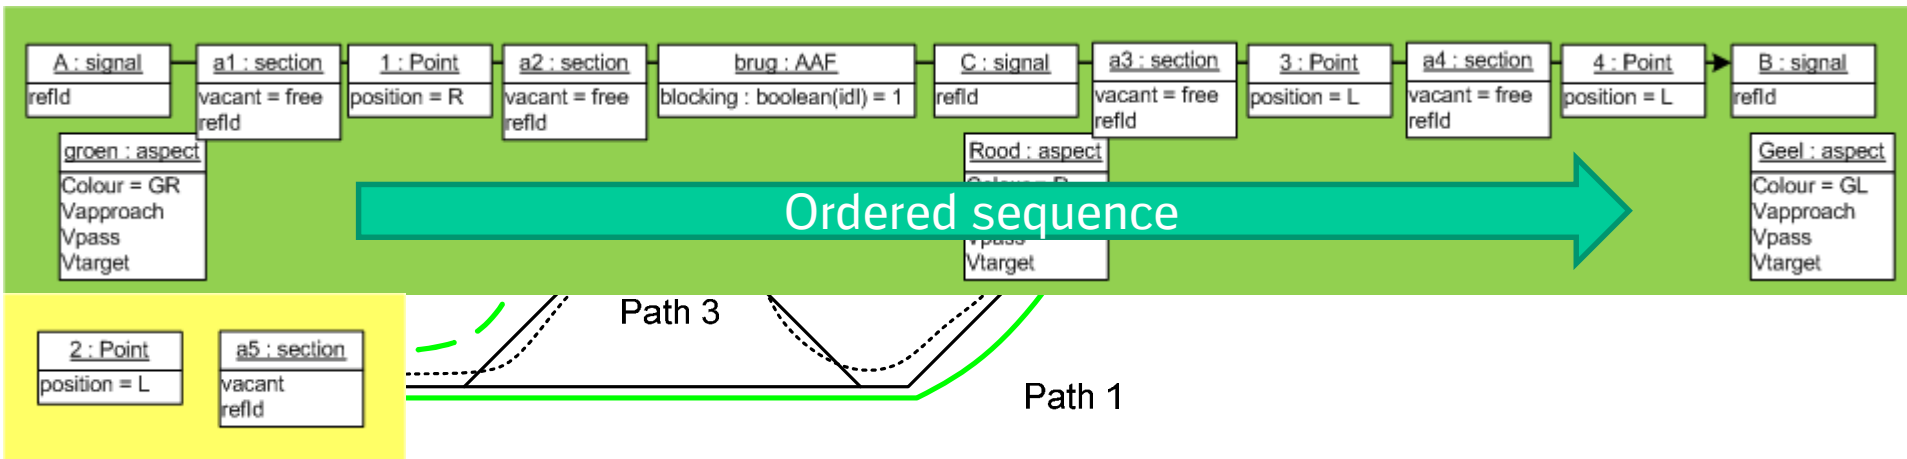 A : signal
refId
a1 : section
vacant = free
refId
1 : Point
position = R
a2 : section
vacant = free
refId
brug : AAF
blocking : boolean(idl) = 1
C : signal
refId
a3 : section
vacant = free
refId
3 : Point
position = L
a4 : section
vacant = free
refId
4 : Point
position = L
B : signal
refId
groen : aspect
Colour = GR
Vapproach
Vpass
Vtarget
Rood : aspect
Vpass
Vtarget
Geel : aspect
Colour = GL
Vapproach
Vpass
Vtarget
Ordered sequence
2 : Point
position = L
a5 : section
vacant
refId
Path 3
Path 1